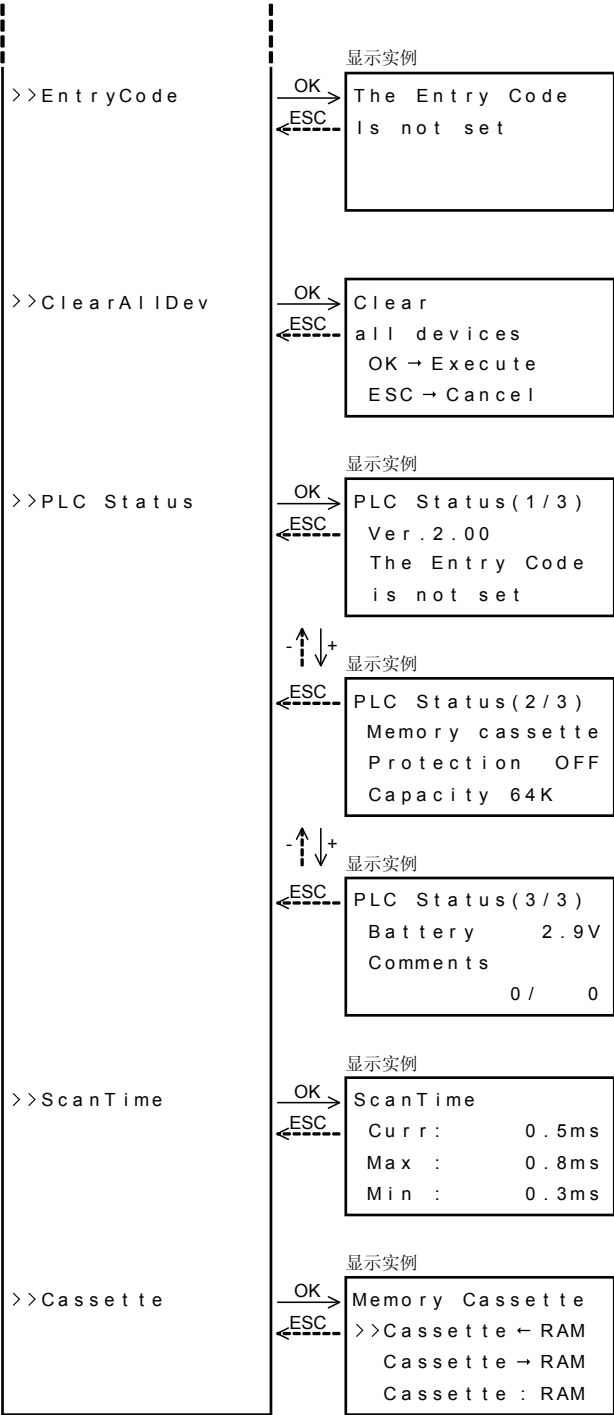 显示实例
>>EntryCode
OK
ESC
The Entry Code
Is not set
>>ClearAllDev
OK
ESC
Clear
all devices
OK→Execute
ESC→Cancel
显示实例
>>PLC Status
OK
ESC
PLC Status(1/3)
Ver.2.00
The Entry Code
is not set
- +
显示实例
ESC
PLC Status(2/3)
Memory cassette
Protection OFF
Capacity 64K
- +
显示实例
ESC
PLC Status(3/3)
Battery 2.9V
Comments
0/ 0
显示实例
>>ScanTime
OK
ESC
ScanTime
Curr: 0.5ms
Max : 0.8ms
Min : 0.3ms
显示实例
>>Cassette
OK
ESC
Memory Cassette
>>Cassette←RAM
Cassette→RAM
Cassette:RAM